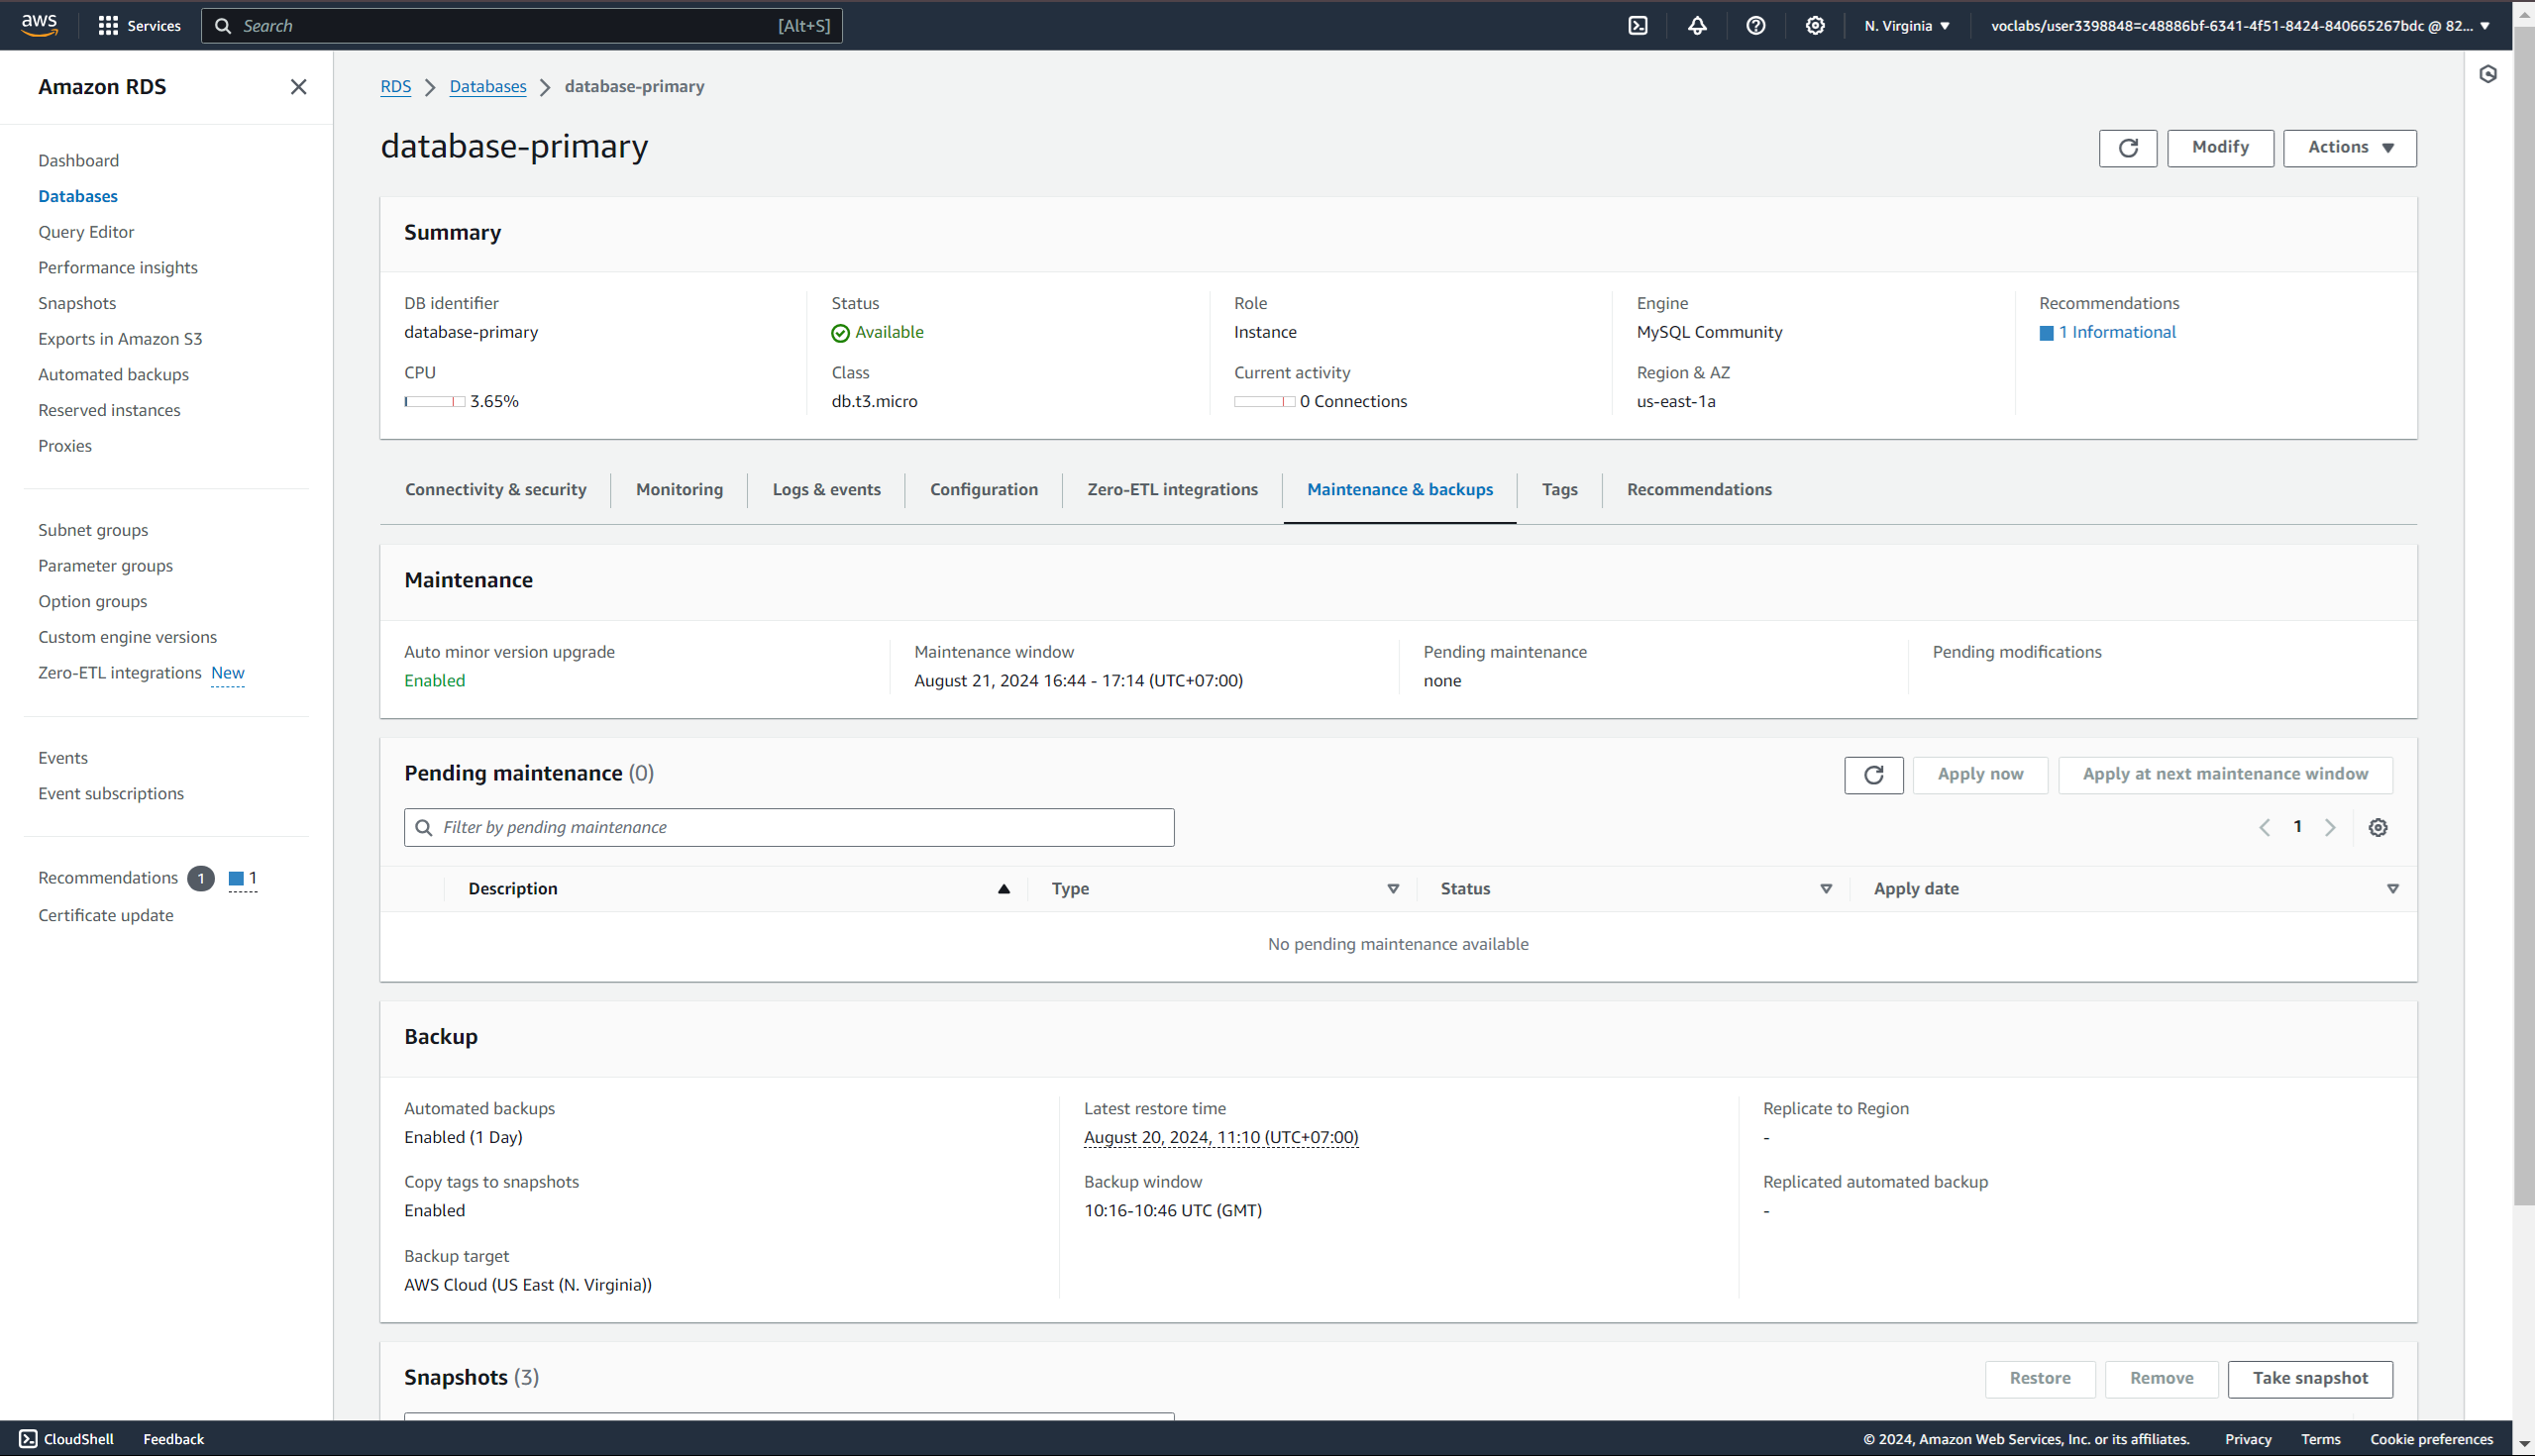 aws
Services
Search [Alt+S]
N. Virginia
voclabs/user3398848=c48886bf-6341-4f51-8424-840665267bdc @ 82...
Amazon RDS
Dashboard
Databases
Query Editor
Performance insights
Snapshots
Exports in Amazon S3
Automated backups
Reserved instances
Proxies
Subnet groups
Parameter groups
Option groups
Custom engine versions
Zero-ETL integrations New
Events
Event subscriptions
Recommendations 1 1
Certificate update
RDS Databases database-primary
database-primary
Modify
Actions
Summary
DB identifier
database-primary
Status
Available
Role
Instance
Engine
MySQL Community
Recommendations
1 Informational
CPU
3.65%
Class
db.t3.micro
Current activity
0 Connections
Region & AZ
us-east-1a
Connectivity & security
Monitoring
Logs & events
Configuration
Zero-ETL integrations
Maintenance & backups
Tags
Recommendations
Maintenance
Auto minor version upgrade
Enabled
Maintenance window
August 21, 2024 16:44 - 17:14 (UTC+07:00)
Pending maintenance
none
Pending modifications
Pending maintenance (0)
Apply now
Apply at next maintenance window
Filter by pending maintenance
1
Description
Type
Status
Apply date
No pending maintenance available
Backup
Automated backups
Enabled (1 Day)
Copy tags to snapshots
Enabled
Backup target
AWS Cloud (US East (N. Virginia))
Latest restore time
August 20, 2024, 11:10 (UTC+07:00)
Backup window
10:16-10:46 UTC (GMT)
Replicate to Region
-
Replicated automated backup
-
Snapshots (3)
Restore
Remove
Take snapshot
CloudShell
Feedback
© 2024, Amazon Web Services, Inc. or its affiliates.
Privacy
Terms
Cookie preferences